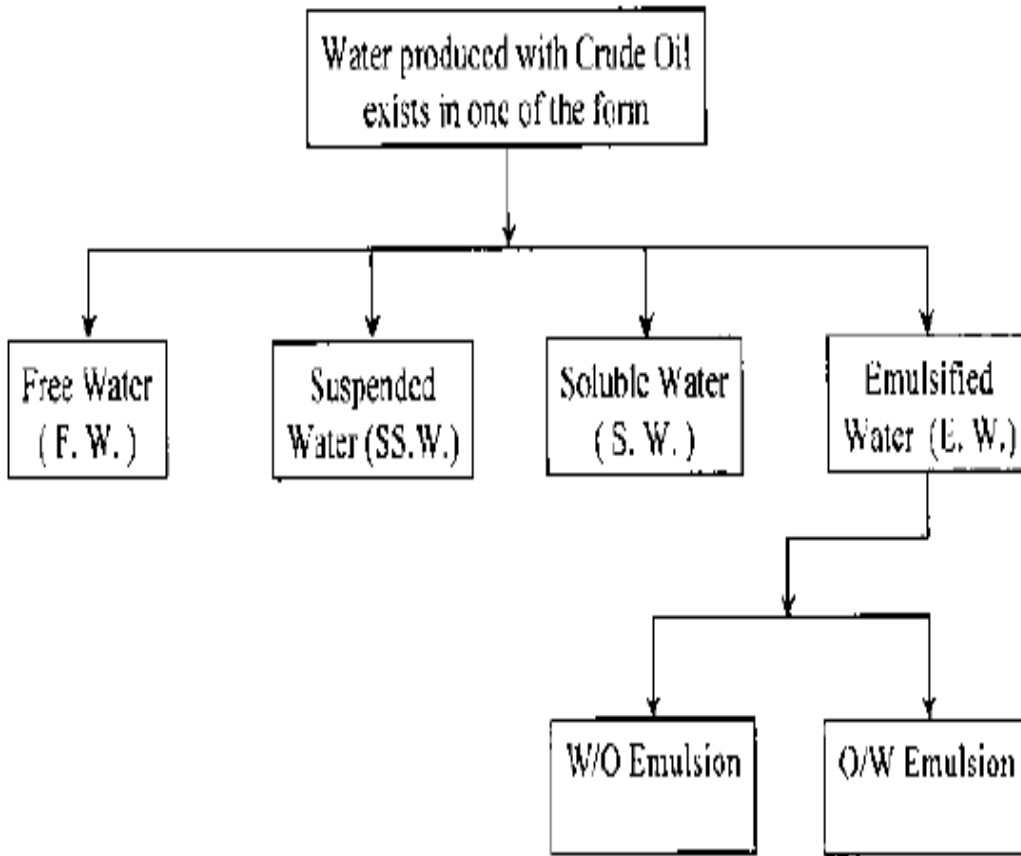 Water produced with Crude Oil
exists in one of the form
Free Water
( F. W. )
Suspended
Water (SS.W.)
Soluble Water
( S. W. )
Emulsified
Water (E. W.)
W/O Emulsion
O/W Emulsion